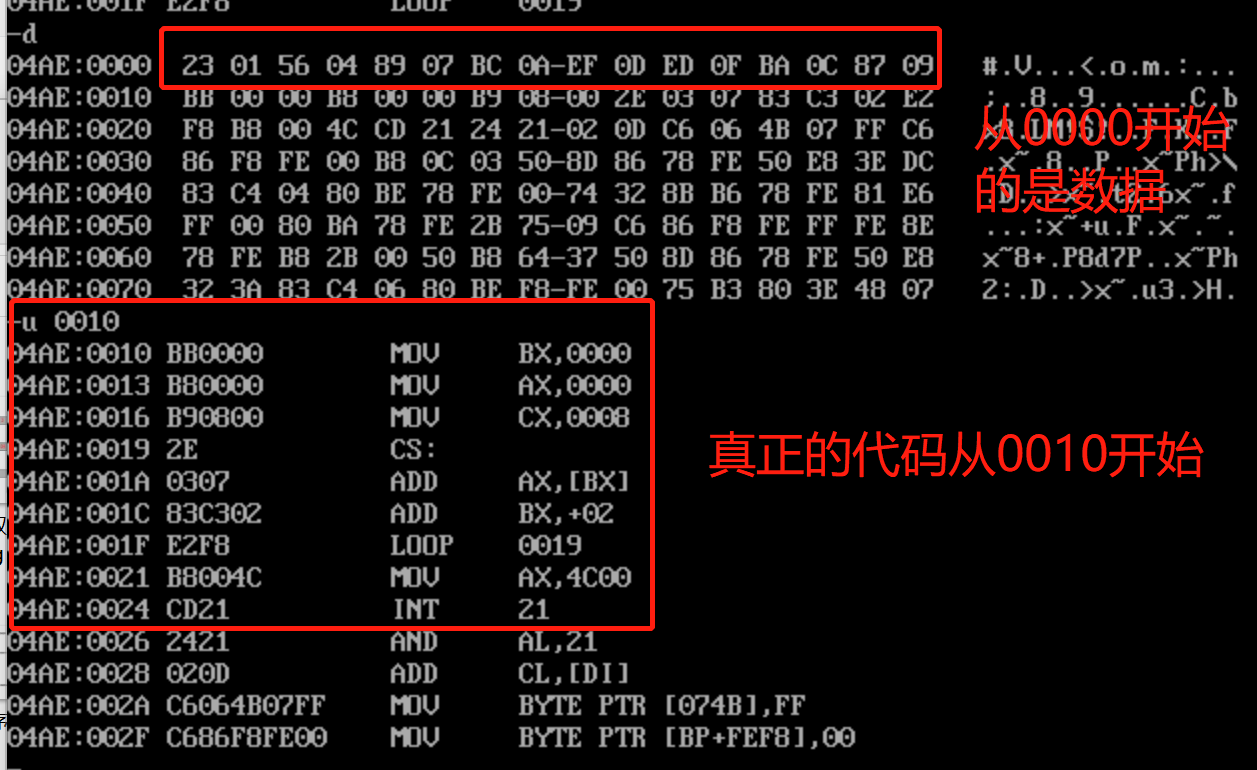 04AE:001F E2F8 LOOP 0019
-d
04AE:0000 23 01 56 04 89 07 BC 0A-EF 0D ED 0F BA 0C 87 09 #.V...<.o.m.:...
04AE:0010 BB 00 00 B8 00 00 B9 08-00 2E 03 07 83 C3 02 E2 ;..8..9......C.b
04AE:0020 F8 B8 00 4C CD 21 24 21-02 0D C6 06 4B 07 FF C6
04AE:0030 86 F8 FE 00 B8 0C 03 50-8D 86 78 FE 50 E8 3E DC .x~.8..P..x~Ph>\
04AE:0040 83 C4 04 80 BE 78 FE 00-74 32 8B B6 78 FE 81 E6
04AE:0050 FF 00 80 BA 78 FE 2B 75-09 C6 86 F8 FE FF FE 8E ...:x~+u.F.x~.~.
04AE:0060 78 FE B8 2B 00 50 B8 64-37 50 8D 86 78 FE 50 E8 x~8+.P8d7P..x~Ph
04AE:0070 32 3A 83 C4 06 80 BE F8-FE 00 75 B3 80 3E 48 07 2:.D..>x~.u3.>H.
从0000开始
的是数据
-u 0010
04AE:0010 BB0000 MOV BX,0000
04AE:0013 B80000 MOV AX,0000
04AE:0016 B90800 MOV CX,0008
04AE:0019 2E CS:
04AE:001A 0307 ADD AX,[BX]
04AE:001C 83C302 ADD BX,+02
04AE:001F E2F8 LOOP 0019
04AE:0021 B8004C MOV AX,4C00
04AE:0024 CD21 INT 21
真正的代码从0010开始
04AE:0026 2421 AND AL,21
04AE:0028 020D ADD CL,[DI]
04AE:002A C6064B07FF MOV BYTE PTR [074B],FF
04AE:002F C686F8FE00 MOV BYTE PTR [BP+FEF8],00